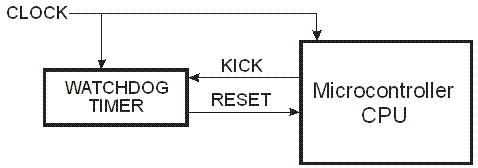 CLOCK
KICK
WATCHDOG
TIMER
RESET
Microcontroller
CPU